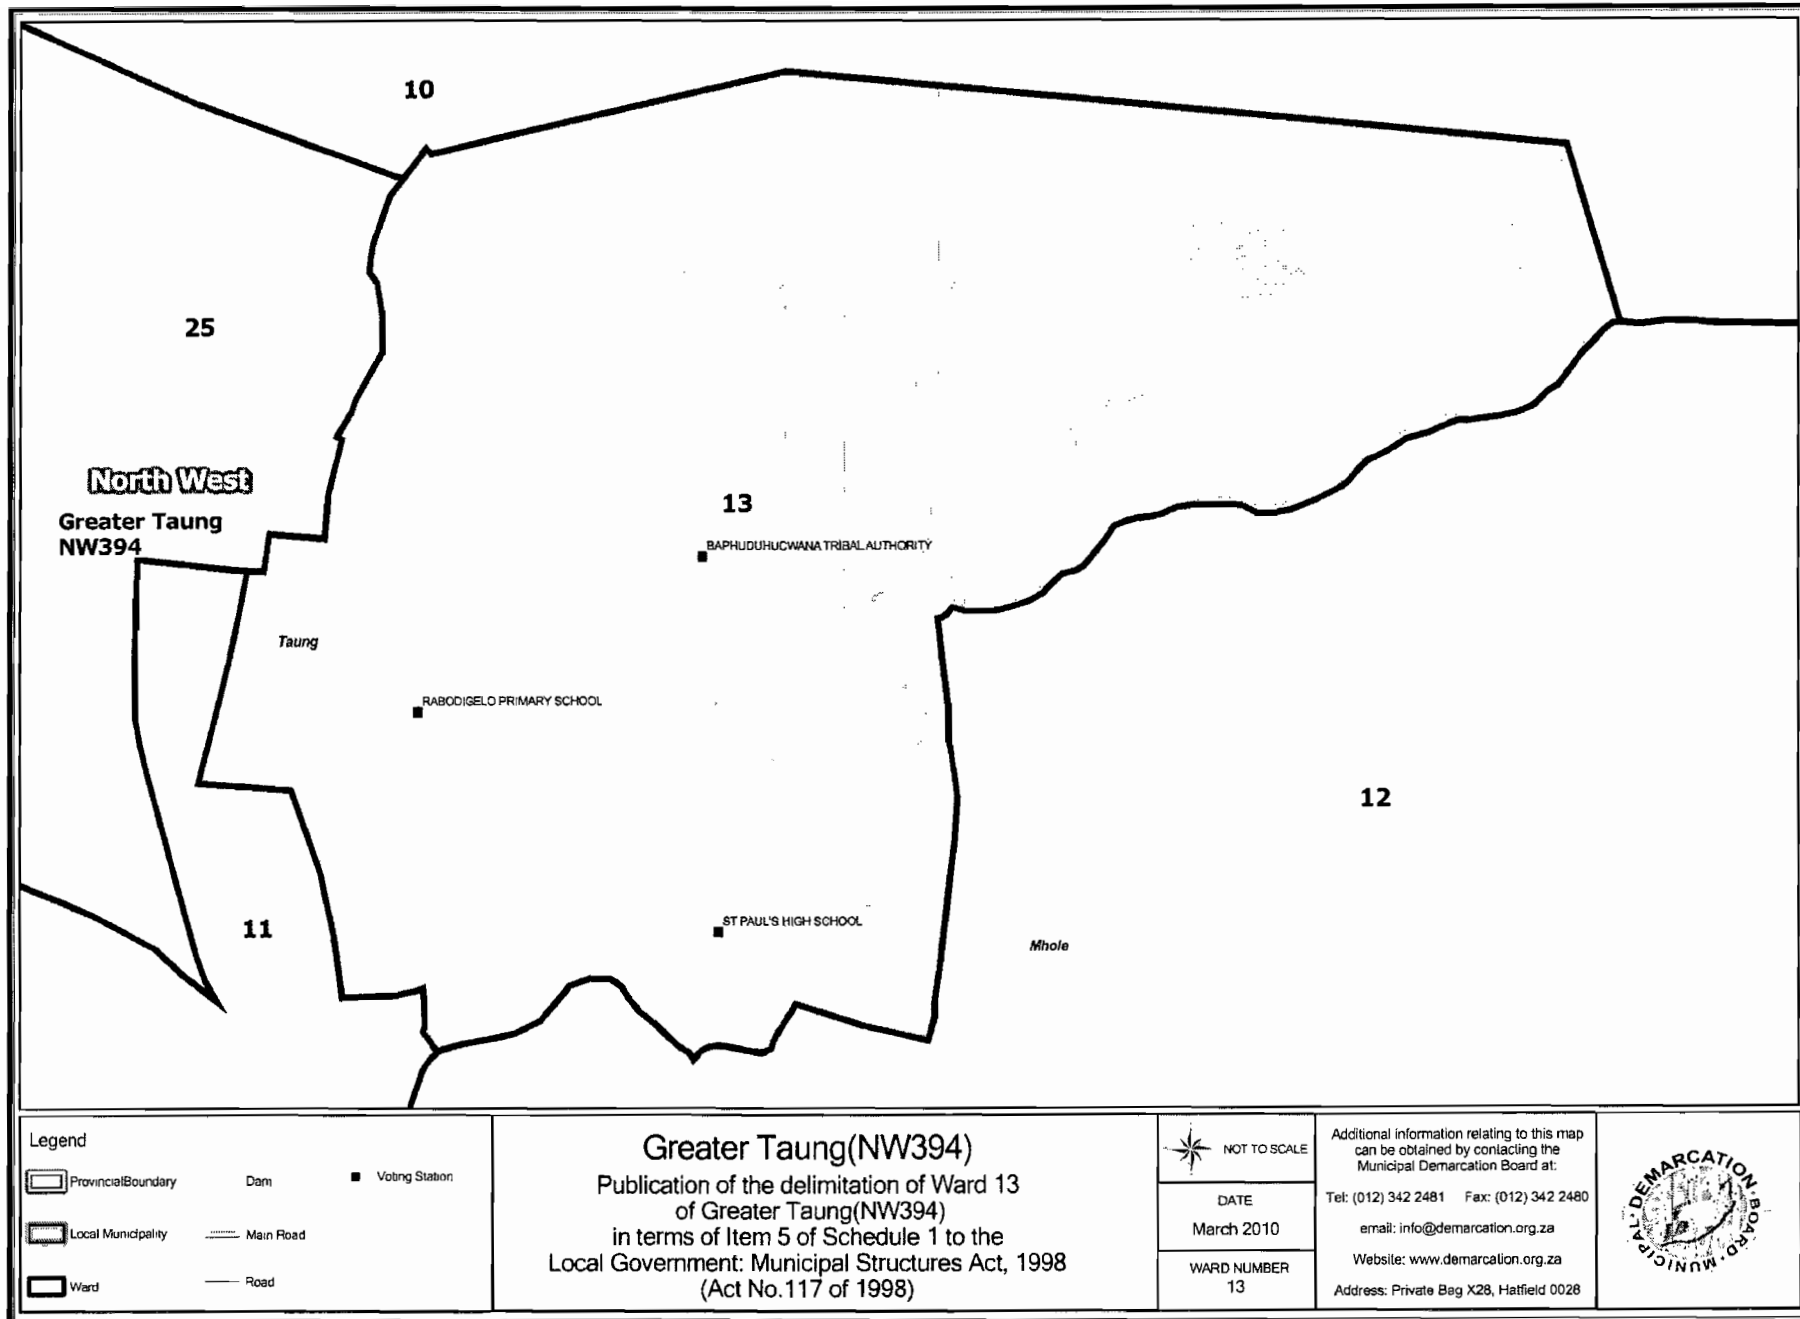 10
25
North West
Greater Taung
NW394
13
BAPHUDUHUCWANA TRIBAL AUTHORITY
Taung
RABODIGELO PRIMARY SCHOOL
12
11
ST PAUL'S HIGH SCHOOL
Mhole
Legend
ProvincialBoundary
Dam
Voting Station
Local Municipality
Main Road
Ward
Road
Greater Taung(NW394)
Publication of the delimitation of Ward 13
of Greater Taung(NW394)
in terms of Item 5 of Schedule 1 to the
Local Government: Municipal Structures Act, 1998
(Act No.117 of 1998)
NOT TO SCALE
DATE
March 2010
WARD NUMBER
13
Additional information relating to this map
can be obtained by contacting the
Municipal Demarcation Board at:
Tel: (012) 342 2481 Fax: (012) 342 2480
email: info@demarcation.org.za
Website: www.demarcation.org.za
Address: Private Bag X28, Hatfield 0028
MUNICIPAL DEMARCATION BOARD